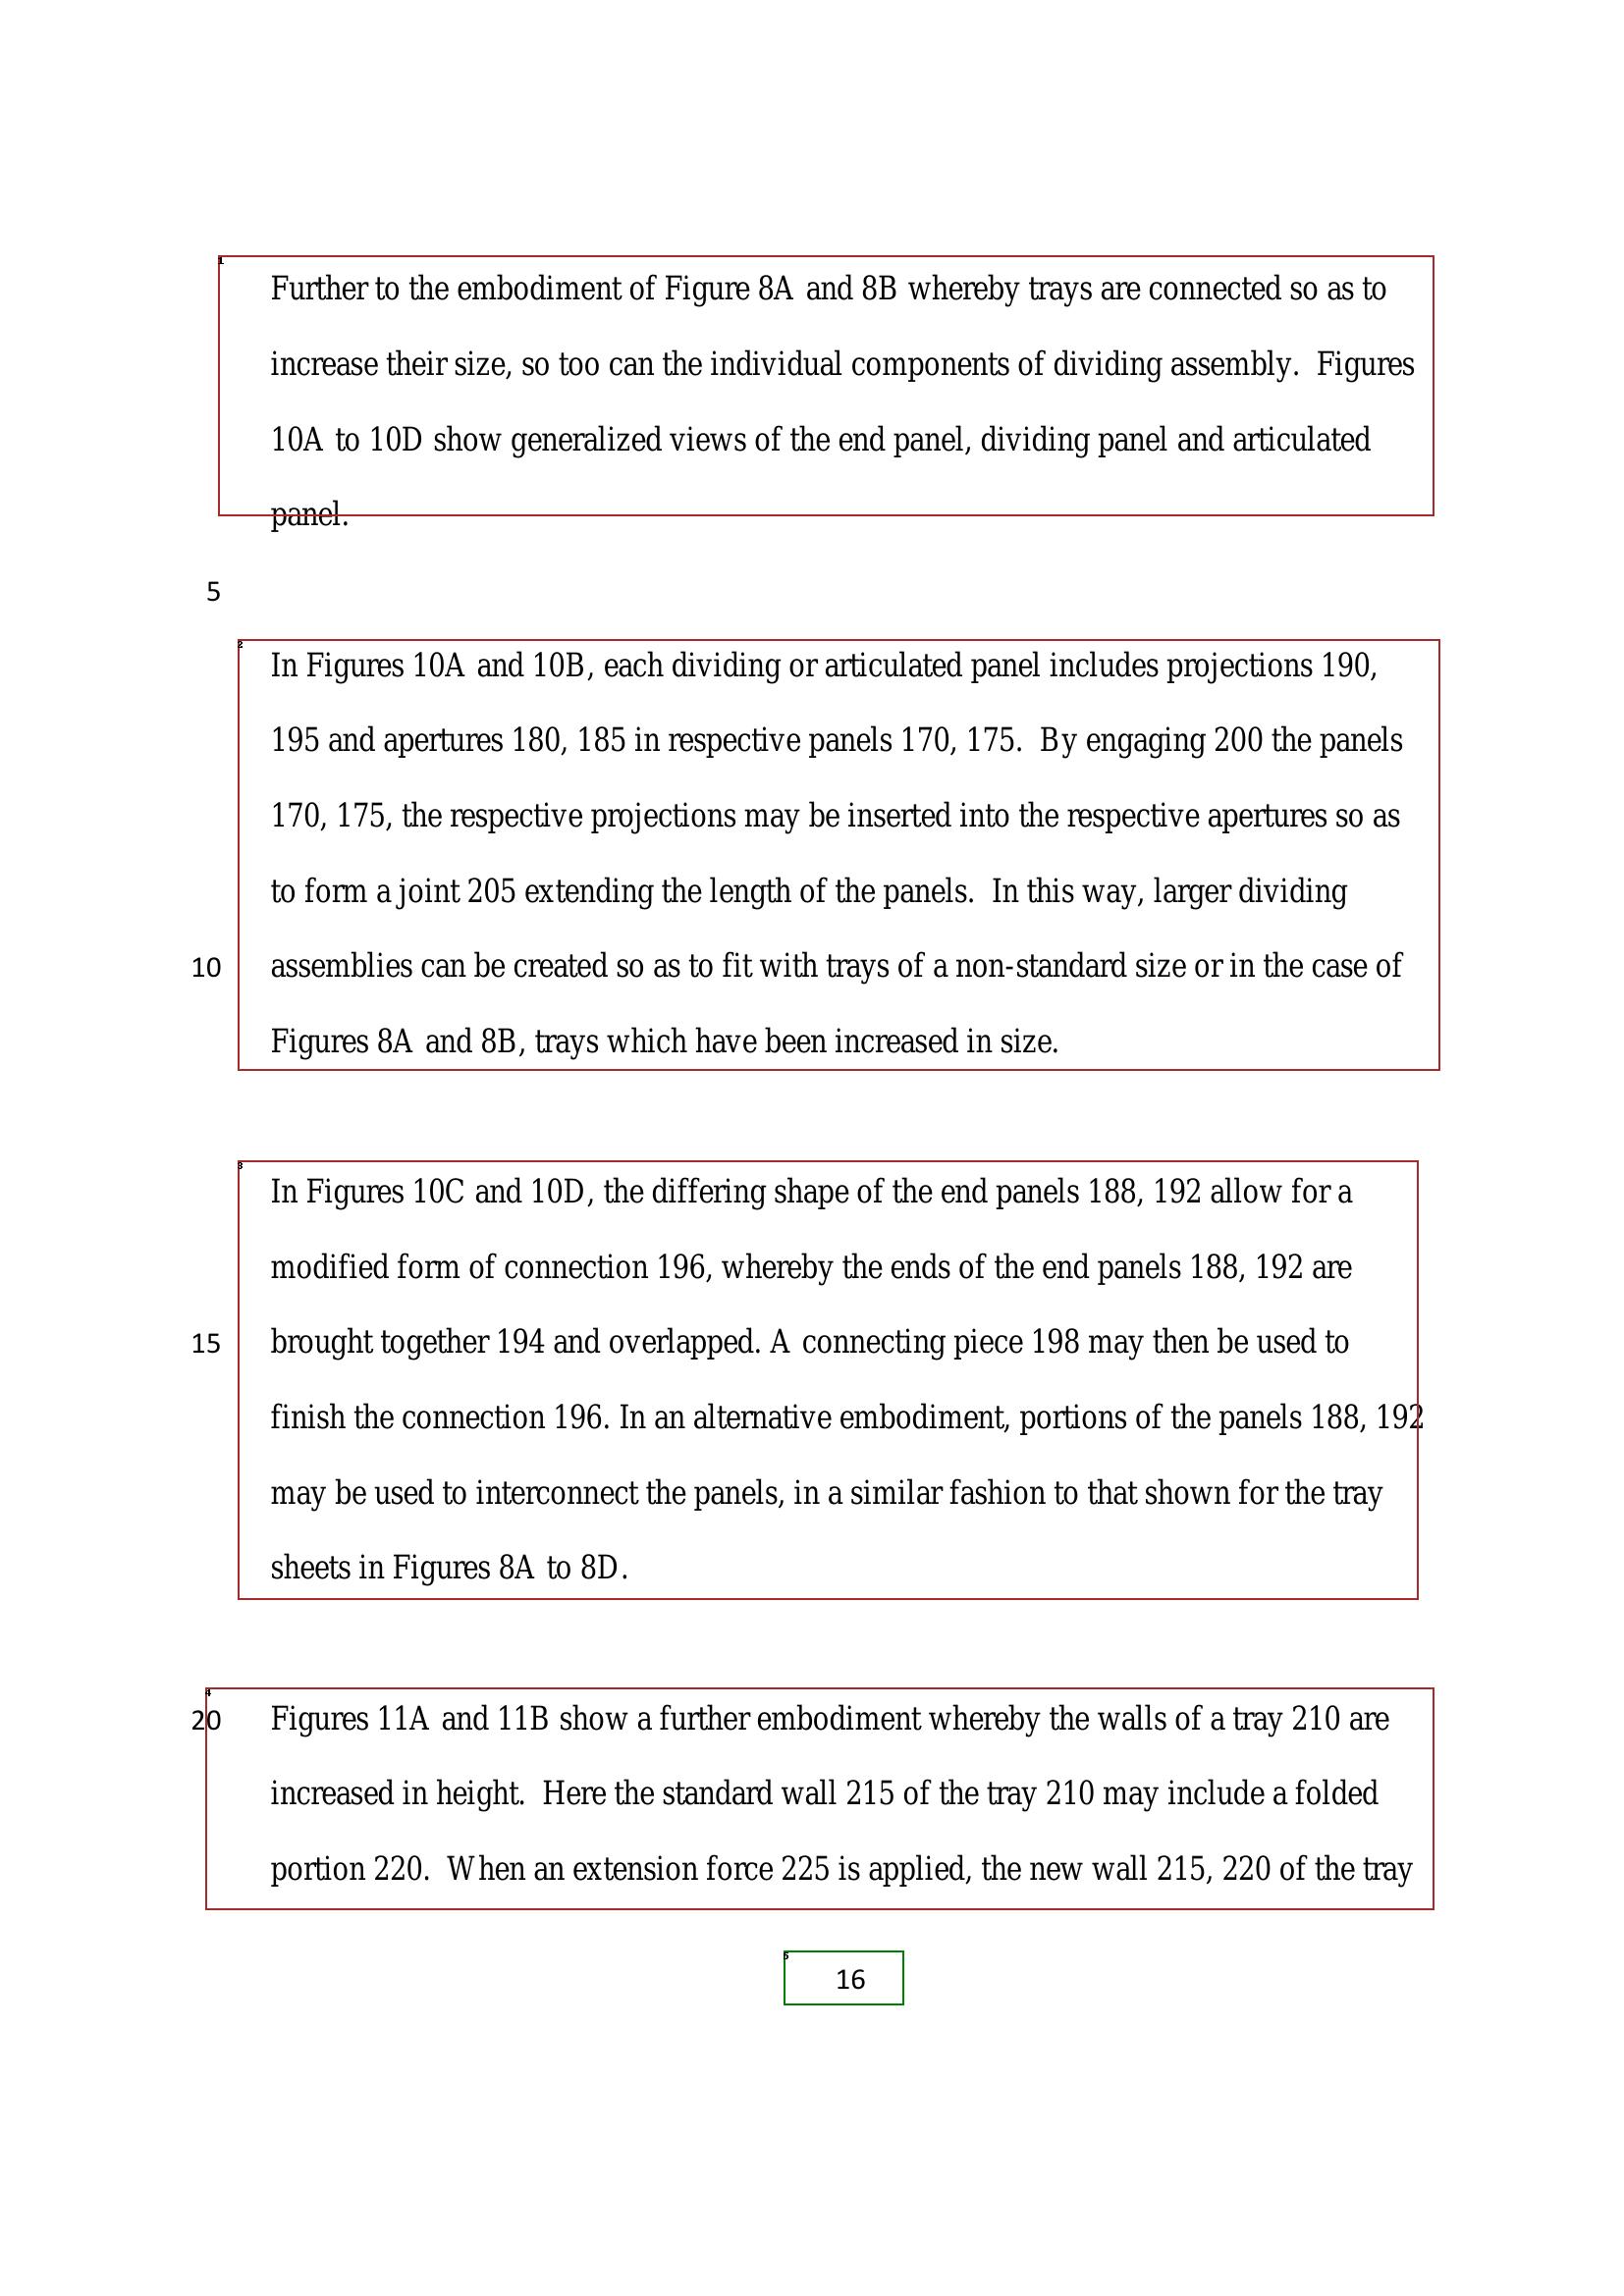 Further to the embodiment of Figure 8A and 8B whereby trays are connected so as to
increase their size, so too can the individual components of dividing assembly.  Figures
10A to 10D show generalized views of the end panel, dividing panel and articulated
panel.
5
In Figures 10A and 10B, each dividing or articulated panel includes projections 190,
195 and apertures 180, 185 in respective panels 170, 175.  By engaging 200 the panels
170, 175, the respective projections may be inserted into the respective apertures so as
to form a joint 205 extending the length of the panels.  In this way, larger dividing
10 assemblies can be created so as to fit with trays of a non-standard size or in the case of
Figures 8A and 8B, trays which have been increased in size.
In Figures 10C and 10D, the differing shape of the end panels 188, 192 allow for a
modified form of connection 196, whereby the ends of the end panels 188, 192 are
15 brought together 194 and overlapped. A connecting piece 198 may then be used to
finish the connection 196. In an alternative embodiment, portions of the panels 188, 192
may be used to interconnect the panels, in a similar fashion to that shown for the tray
sheets in Figures 8A to 8D.
20 Figures 11A and 11B show a further embodiment whereby the walls of a tray 210 are
increased in height.  Here the standard wall 215 of the tray 210 may include a folded
portion 220.  When an extension force 225 is applied, the new wall 215, 220 of the tray
16